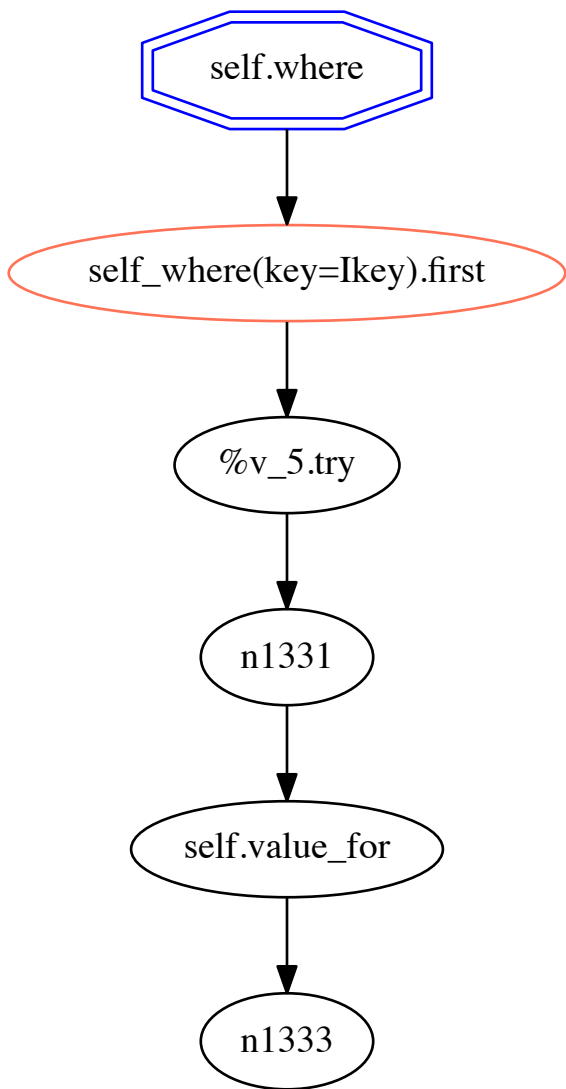 self.where
self_where(key=Ikey).first
%v_5.try
n1331
self.value_for
n1333